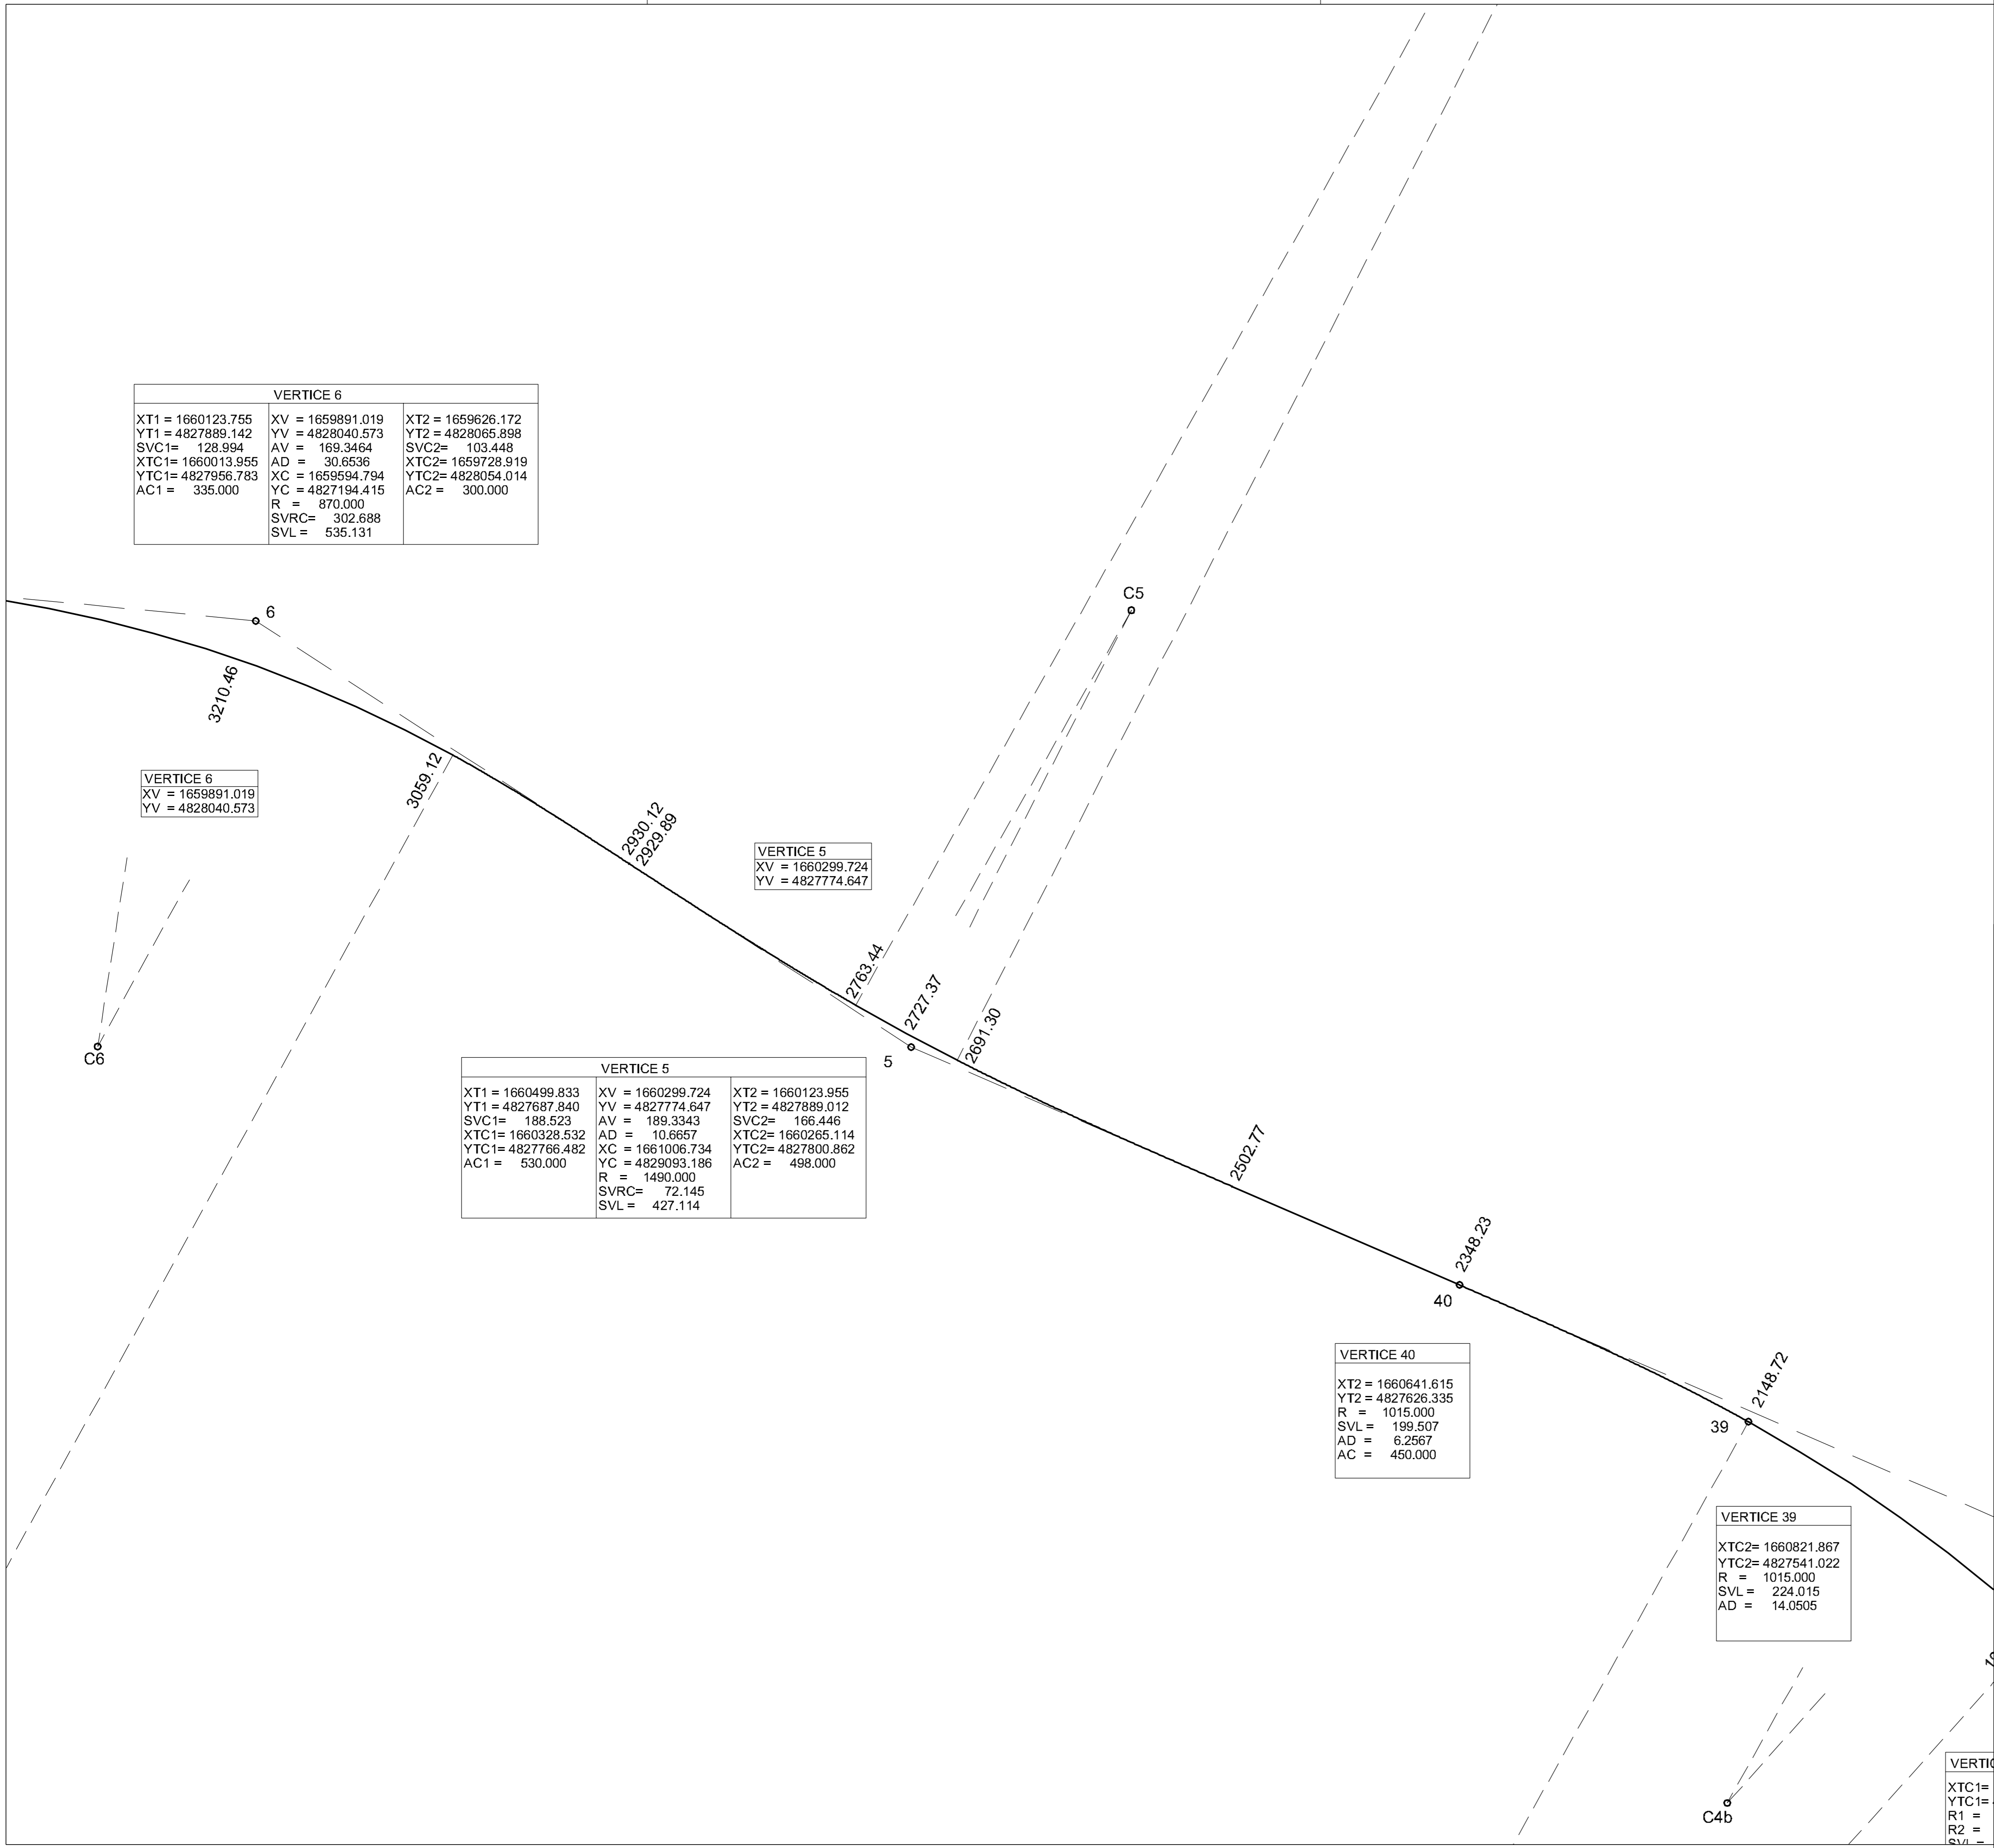 VERTICE 6
XT1 = 1660123.755
YT1 = 4827889.142
SVC1= 128.994
XTC1= 1660013.955
YTC1= 4827956.783
AC1 = 335.000
XV = 1659891.019
YV = 4828040.573
AV = 169.3464
AD = 30.6536
XC = 1659594.794
YC = 4827194.415
R = 870.000
SVRC= 302.688
SVL = 535.131
XT2 = 1659626.172
YT2 = 4828065.898
SVC2= 103.448
XTC2= 1659728.919
YTC2= 4828054.014
AC2 = 300.000
C5
6
3210.46
3059.12
VERTICE 6
XV = 1659891.019
YV = 4828040.573
2930.12
2929.89
VERTICE 5
XV = 1660299.724
YV = 4827774.647
2763.44
2727.37
2691.30
C6
5
VERTICE 5
XT1 = 1660499.833
YT1 = 4827687.840
SVC1= 188.523
XTC1= 1660328.532
YTC1= 4827766.482
AC1 = 530.000
XV = 1660299.724
YV = 4827774.647
AV = 189.3343
AD = 10.6657
XC = 1661006.734
YC = 4829093.186
R = 1490.000
SVRC= 72.145
SVL = 427.114
XT2 = 1660123.955
YT2 = 4827889.012
SVC2= 166.446
XTC2= 1660265.114
YTC2= 4827800.862
AC2 = 498.000
2502.77
2348.23
40
VERTICE 40
XT2 = 1660641.615
YT2 = 4827626.335
R = 1015.000
SVL = 199.507
AD = 6.2567
AC = 450.000
2148.72
39
VERTICE 39
XTC2= 1660821.867
YTC2= 4827541.022
R = 1015.000
SVL = 224.015
AD = 14.0505
C4b
XTC1=
YTC1=
R1 =
R2 =
SVL =